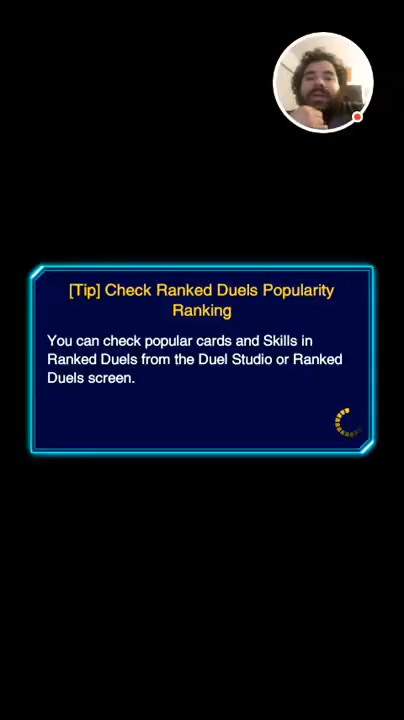 [Tip] Check Ranked Duels Popularity
Ranking
You can check popular cards and Skills in
Ranked Duels from the Duel Studio or Ranked
Duels screen.